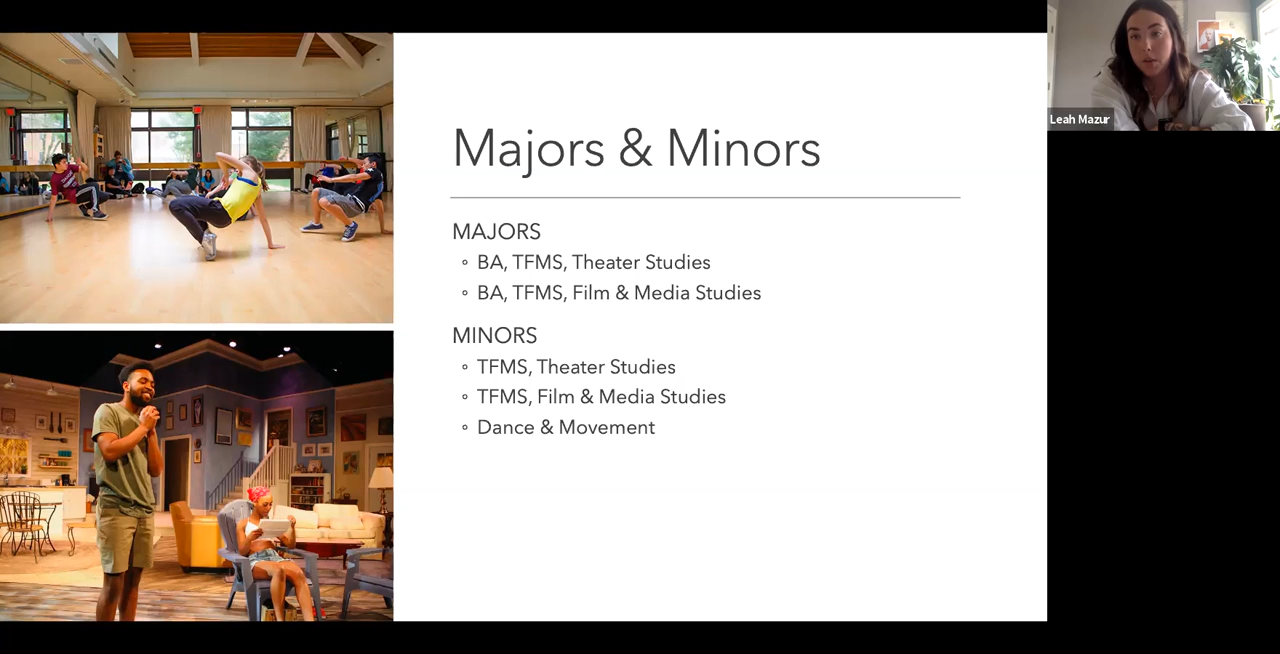 Majors & Minors
MAJORS
◦ BA, TFMS, Theater Studies
◦ BA, TFMS, Film & Media Studies
MINORS
◦ TFMS, Theater Studies
◦ TFMS, Film & Media Studies
◦ Dance & Movement
Leah Mazur